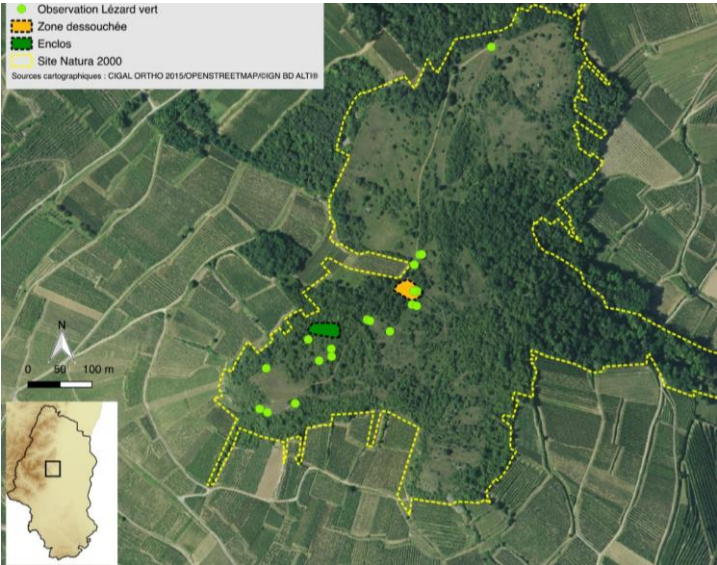 Observation Lézard vert
Zone dessouchée
Enclos
Site Natura 2000
Sources cartographiques : CIGAL ORTHO 2015/OPENSTREETMAP/©IGN BD ALTI®
N
0 50 100 m